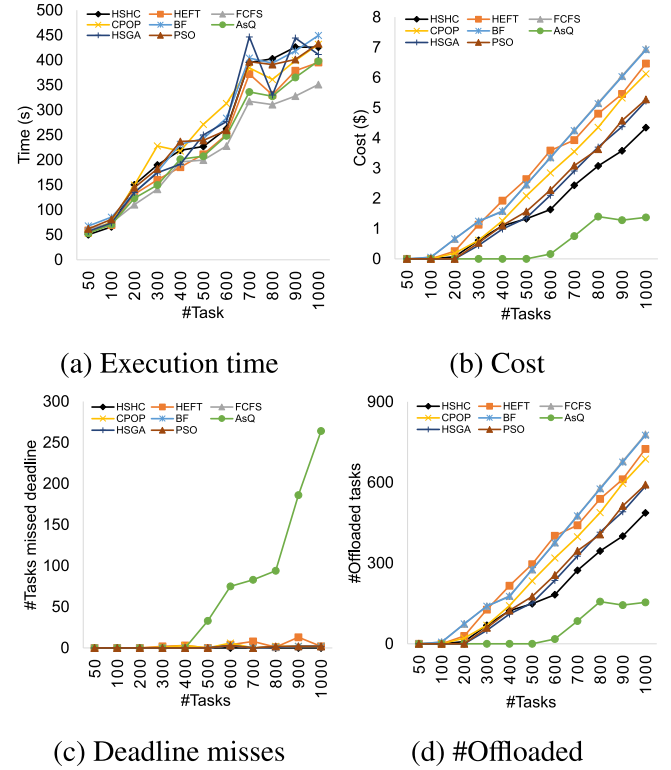 HSHC HEFT FCFS
CPOP BF AsQ
HSGA PSO
Time (s)
500
450
400
350
300
250
200
150
100
50
0
50 100 200 300 400 500 600 700 800 900 1000
#Task
(a) Execution time
HSHC HEFT FCFS
CPOP BF AsQ
HSGA PSO
Cost ($)
8
7
6
5
4
3
2
1
0
50 100 200 300 400 500 600 700 800 900 1000
#Tasks
(b) Cost
HSHC HEFT FCFS
CPOP BF AsQ
HSGA PSO
#Tasks missed deadline
300
250
200
150
100
50
0
50 100 200 300 400 500 600 700 800 900 1000
#Tasks
(c) Deadline misses
HSHC HEFT FCFS
CPOP BF AsQ
HSGA PSO
#Offloaded tasks
900
600
300
0
50 100 200 300 400 500 600 700 800 900 1000
#Tasks
(d) #Offloaded